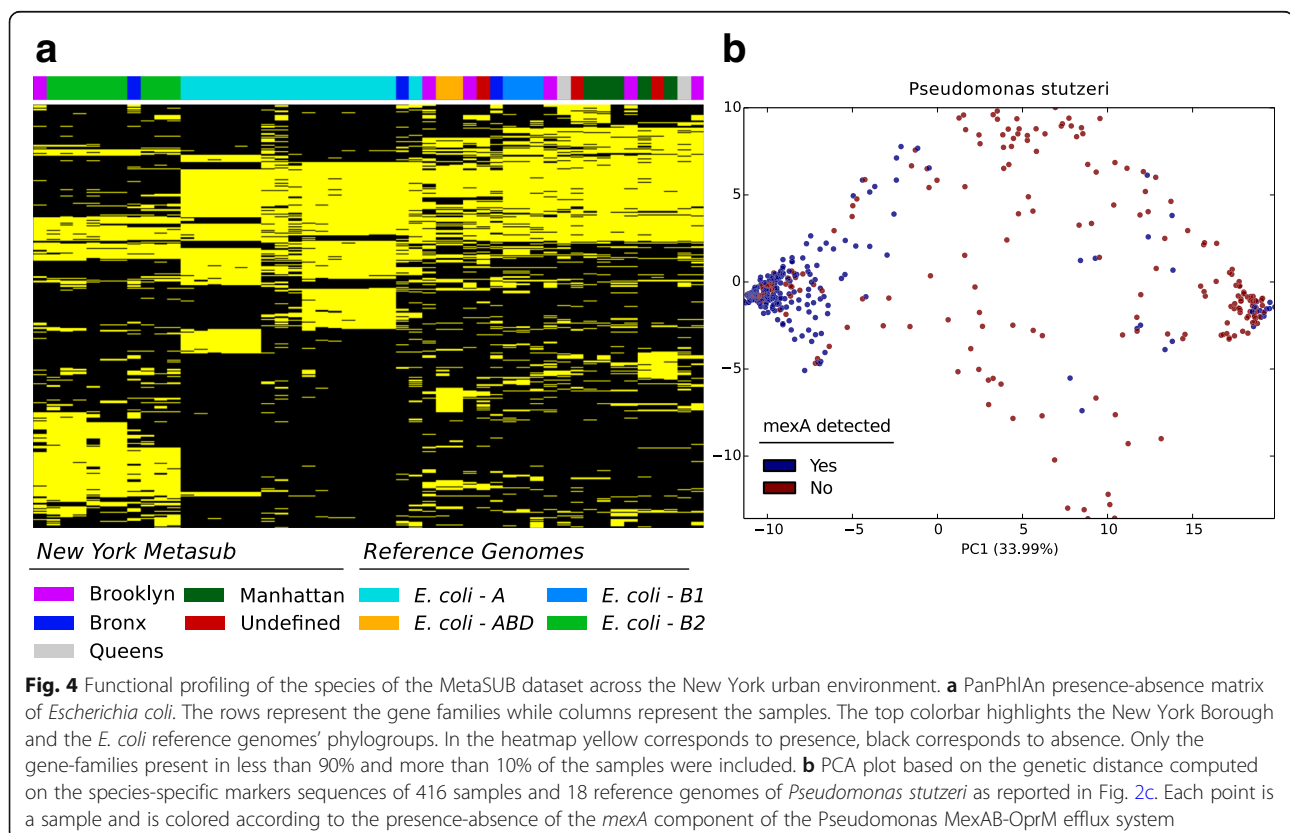 a
b
Pseudomonas stutzeri
10
5
0
−5
−10
mexA detected
Yes
No
−10 −5 0 5 10 15
PC1 (33.99%)
New York Metasub
Brooklyn Manhattan
Bronx Undefined
Queens
Reference Genomes
E. coli - A E. coli - B1
E. coli - ABD E. coli - B2
Fig. 4 Functional profiling of the species of the MetaSUB dataset across the New York urban environment. a PanPhlAn presence-absence matrix
of Escherichia coli. The rows represent the gene families while columns represent the samples. The top colorbar highlights the New York Borough
and the E. coli reference genomes’ phylogroups. In the heatmap yellow corresponds to presence, black corresponds to absence. Only the
gene-families present in less than 90% and more than 10% of the samples were included. b PCA plot based on the genetic distance computed
on the species-specific markers sequences of 416 samples and 18 reference genomes of Pseudomonas stutzeri as reported in Fig. 2c. Each point is
a sample and is colored according to the presence-absence of the mexA component of the Pseudomonas MexAB-OprM efflux system